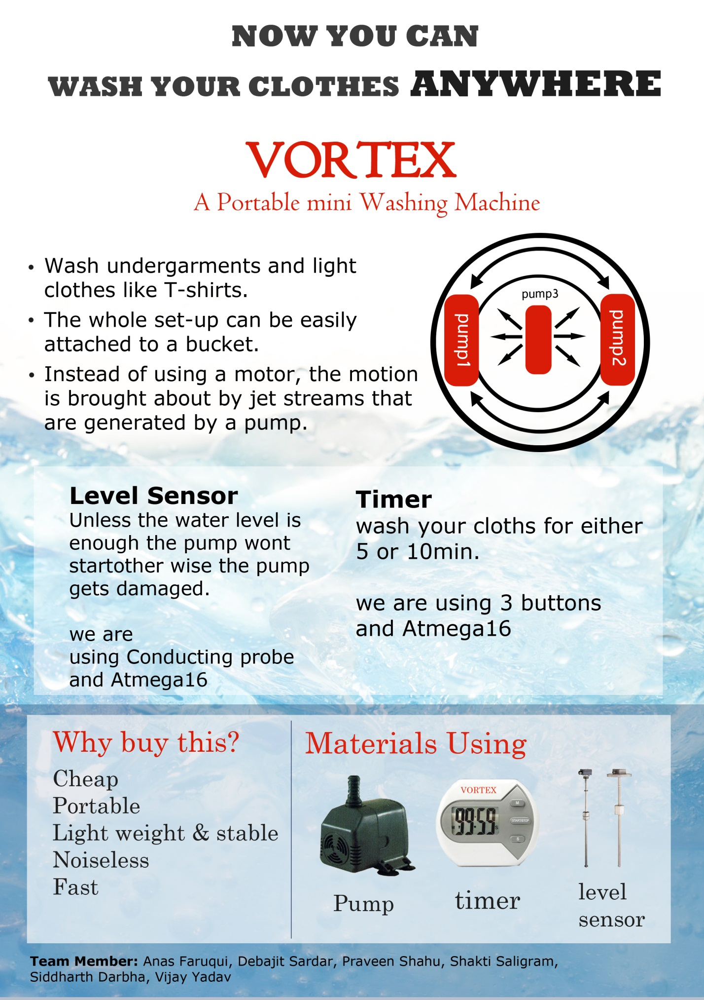 NOW YOU CAN
WASH YOUR CLOTHES ANYWHERE
VORTEX
A Portable mini Washing Machine
• Wash undergarments and light
clothes like T-shirts.
• The whole set-up can be easily
attached to a bucket.
• Instead of using a motor, the motion
is brought about by jet streams that
are generated by a pump.
pump3
pump1
pump2
Level Sensor
Unless the water level is
enough the pump wont
startother wise the pump
gets damaged.
we are
using Conducting probe
and Atmega16
Timer
wash your cloths for either
5 or 10min.
we are using 3 buttons
and Atmega16
Why buy this?
Cheap
Portable
Light weight & stable
Noiseless
Fast
Materials Using
VORTEX
M
99:59
M S
START/STOP
S
Pump
timer
level
sensor
Team Member: Anas Faruqui, Debajit Sardar, Praveen Shahu, Shakti Saligram,
Siddharth Darbha, Vijay Yadav